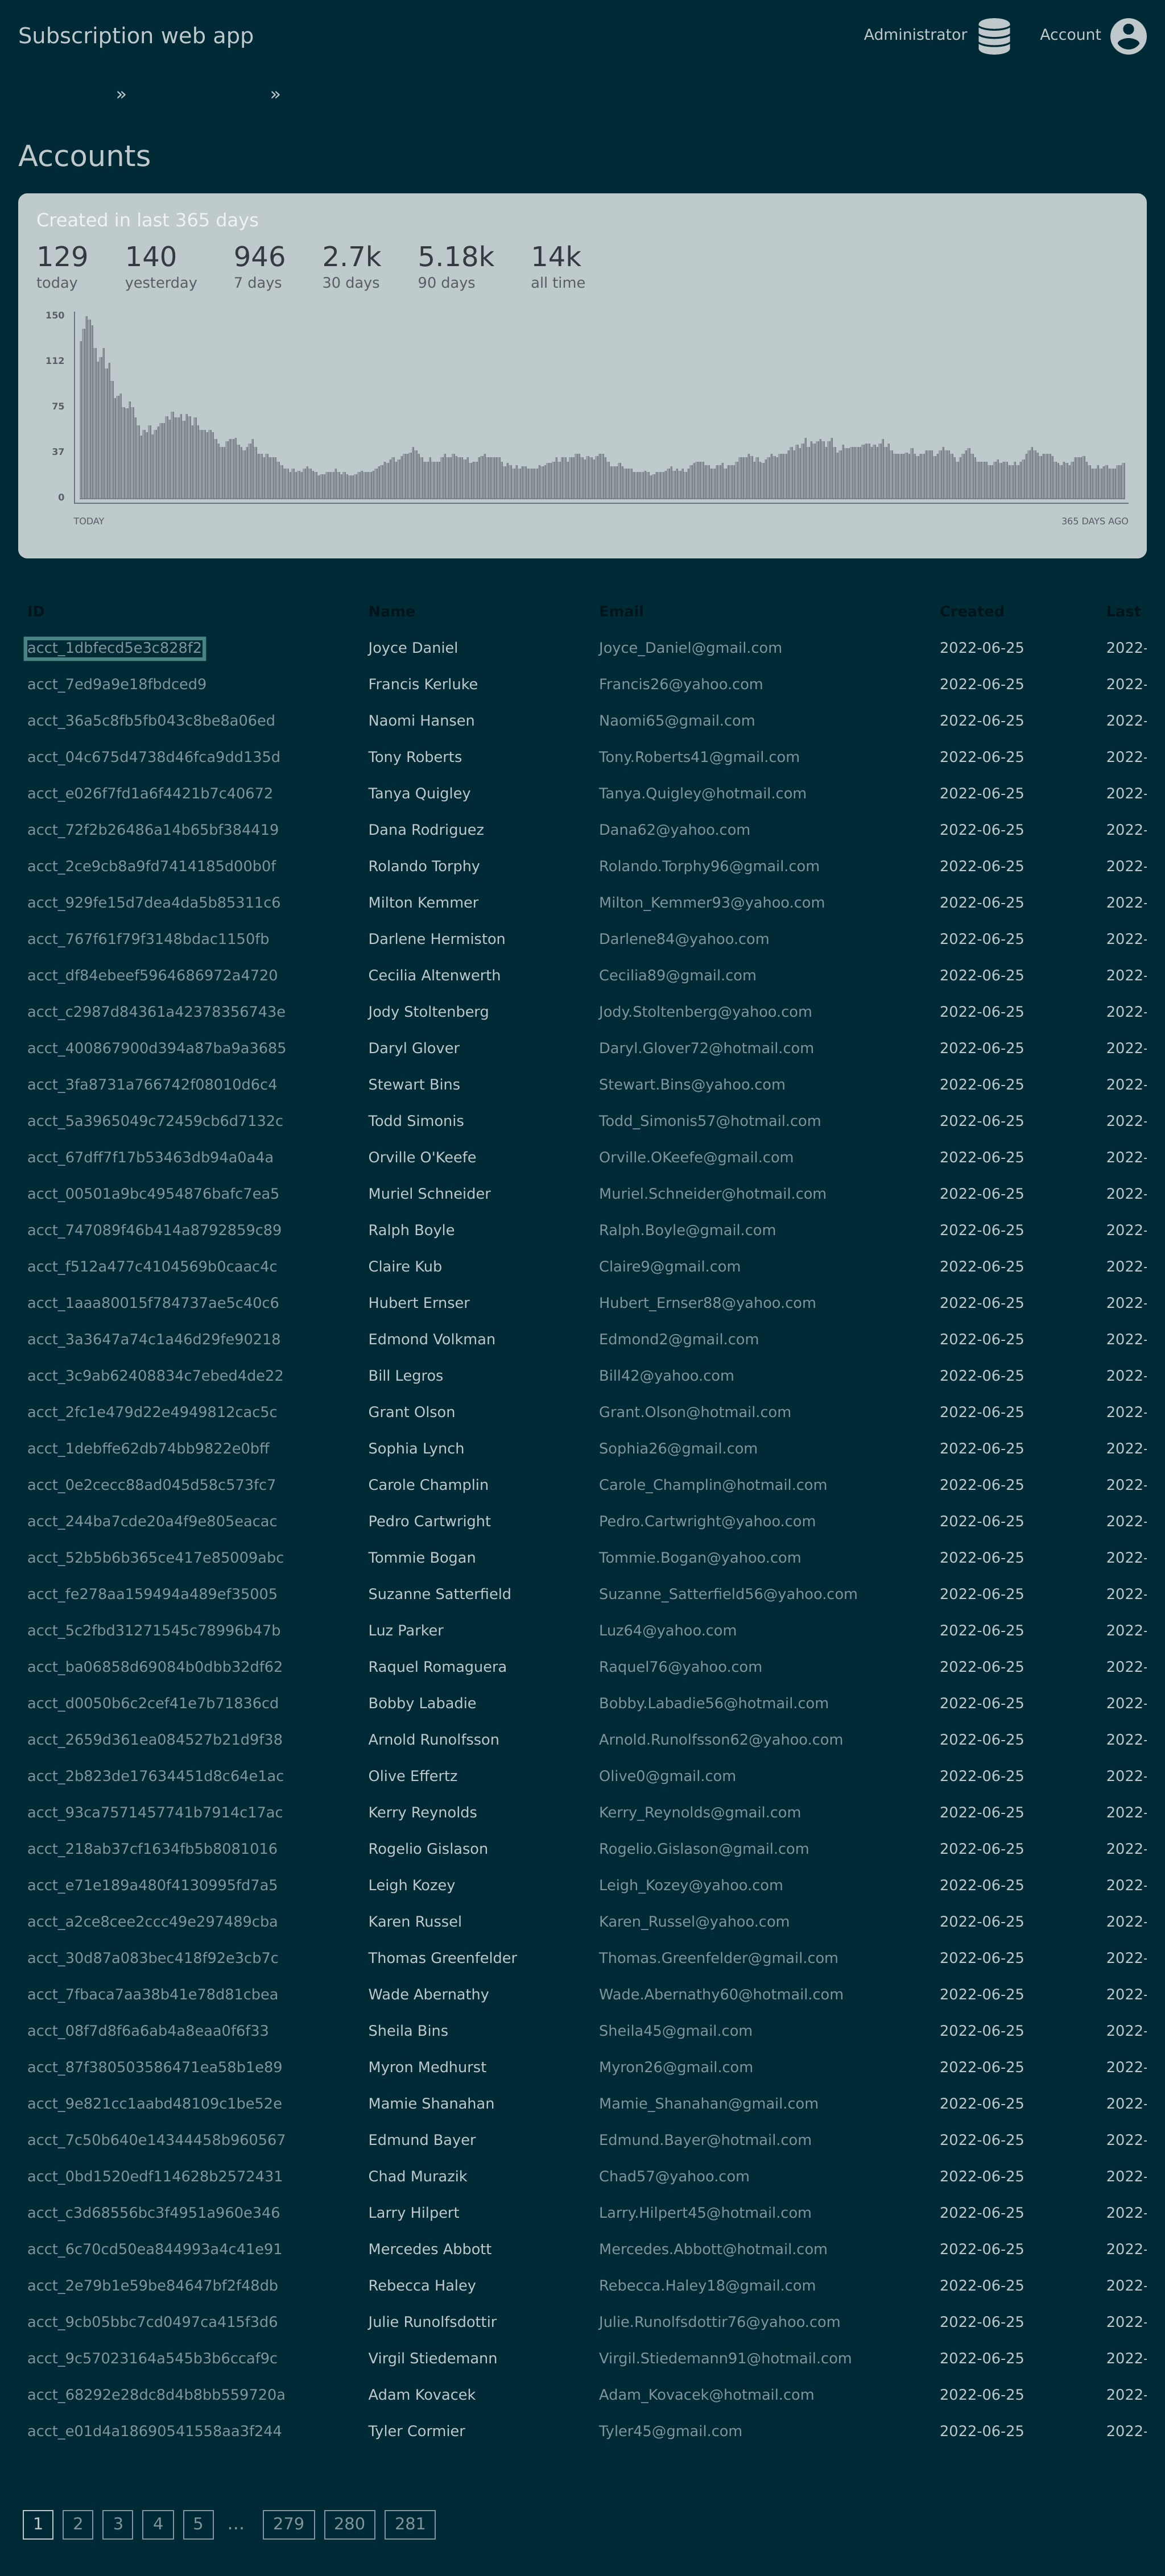 Subscription web app
Administrator
Account
» »
Accounts
Created in last 365 days
129 140 946 2.7k 5.18k 14k
today yesterday 7 days 30 days 90 days all time
150
112
75
37
0
TODAY 365 DAYS AGO
ID Name Email Created Last
acct_1dbfecd5e3c828f2 Joyce Daniel Joyce_Daniel@gmail.com 2022-06-25 2022-
acct_7ed9a9e18fbdced9 Francis Kerluke Francis26@yahoo.com 2022-06-25 2022-
acct_36a5c8fb5fb043c8be8a06ed Naomi Hansen Naomi65@gmail.com 2022-06-25 2022-
acct_04c675d4738d46fca9dd135d Tony Roberts Tony.Roberts41@gmail.com 2022-06-25 2022-
acct_e026f7fd1a6f4421b7c40672 Tanya Quigley Tanya.Quigley@hotmail.com 2022-06-25 2022-
acct_72f2b26486a14b65bf384419 Dana Rodriguez Dana62@yahoo.com 2022-06-25 2022-
acct_2ce9cb8a9fd7414185d00b0f Rolando Torphy Rolando.Torphy96@gmail.com 2022-06-25 2022-
acct_929fe15d7dea4da5b85311c6 Milton Kemmer Milton_Kemmer93@yahoo.com 2022-06-25 2022-
acct_767f61f79f3148bdac1150fb Darlene Hermiston Darlene84@yahoo.com 2022-06-25 2022-
acct_df84ebeef5964686972a4720 Cecilia Altenwerth Cecilia89@gmail.com 2022-06-25 2022-
acct_c2987d84361a42378356743e Jody Stoltenberg Jody.Stoltenberg@yahoo.com 2022-06-25 2022-
acct_400867900d394a87ba9a3685 Daryl Glover Daryl.Glover72@hotmail.com 2022-06-25 2022-
acct_3fa8731a766742f08010d6c4 Stewart Bins Stewart.Bins@yahoo.com 2022-06-25 2022-
acct_5a3965049c72459cb6d7132c Todd Simonis Todd_Simonis57@hotmail.com 2022-06-25 2022-
acct_67dff7f17b53463db94a0a4a Orville O'Keefe Orville.OKeefe@gmail.com 2022-06-25 2022-
acct_00501a9bc4954876bafc7ea5 Muriel Schneider Muriel.Schneider@hotmail.com 2022-06-25 2022-
acct_747089f46b414a8792859c89 Ralph Boyle Ralph.Boyle@gmail.com 2022-06-25 2022-
acct_f512a477c4104569b0caac4c Claire Kub Claire9@gmail.com 2022-06-25 2022-
acct_1aaa80015f784737ae5c40c6 Hubert Ernser Hubert_Ernser88@yahoo.com 2022-06-25 2022-
acct_3a3647a74c1a46d29fe90218 Edmond Volkman Edmond2@gmail.com 2022-06-25 2022-
acct_3c9ab62408834c7ebed4de22 Bill Legros Bill42@yahoo.com 2022-06-25 2022-
acct_2fc1e479d22e4949812cac5c Grant Olson Grant.Olson@hotmail.com 2022-06-25 2022-
acct_1debffe62db74bb9822e0bff Sophia Lynch Sophia26@gmail.com 2022-06-25 2022-
acct_0e2cecc88ad045d58c573fc7 Carole Champlin Carole_Champlin@hotmail.com 2022-06-25 2022-
acct_244ba7cde20a4f9e805eacac Pedro Cartwright Pedro.Cartwright@yahoo.com 2022-06-25 2022-
acct_52b5b6b365ce417e85009abc Tommie Bogan Tommie.Bogan@yahoo.com 2022-06-25 2022-
acct_fe278aa159494a489ef35005 Suzanne Satterfield Suzanne_Satterfield56@yahoo.com 2022-06-25 2022-
acct_5c2fbd31271545c78996b47b Luz Parker Luz64@yahoo.com 2022-06-25 2022-
acct_ba06858d69084b0dbb32df62 Raquel Romaguera Raquel76@yahoo.com 2022-06-25 2022-
acct_d0050b6c2cef41e7b71836cd Bobby Labadie Bobby.Labadie56@hotmail.com 2022-06-25 2022-
acct_2659d361ea084527b21d9f38 Arnold Runolfsson Arnold.Runolfsson62@yahoo.com 2022-06-25 2022-
acct_2b823de17634451d8c64e1ac Olive Effertz Olive0@gmail.com 2022-06-25 2022-
acct_93ca7571457741b7914c17ac Kerry Reynolds Kerry_Reynolds@gmail.com 2022-06-25 2022-
acct_218ab37cf1634fb5b8081016 Rogelio Gislason Rogelio.Gislason@gmail.com 2022-06-25 2022-
acct_e71e189a480f4130995fd7a5 Leigh Kozey Leigh_Kozey@yahoo.com 2022-06-25 2022-
acct_a2ce8cee2ccc49e297489cba Karen Russel Karen_Russel@yahoo.com 2022-06-25 2022-
acct_30d87a083bec418f92e3cb7c Thomas Greenfelder Thomas.Greenfelder@gmail.com 2022-06-25 2022-
acct_7fbaca7aa38b41e78d81cbea Wade Abernathy Wade.Abernathy60@hotmail.com 2022-06-25 2022-
acct_08f7d8f6a6ab4a8eaa0f6f33 Sheila Bins Sheila45@gmail.com 2022-06-25 2022-
acct_87f380503586471ea58b1e89 Myron Medhurst Myron26@gmail.com 2022-06-25 2022-
acct_9e821cc1aabd48109c1be52e Mamie Shanahan Mamie_Shanahan@gmail.com 2022-06-25 2022-
acct_7c50b640e14344458b960567 Edmund Bayer Edmund.Bayer@hotmail.com 2022-06-25 2022-
acct_0bd1520edf114628b2572431 Chad Murazik Chad57@yahoo.com 2022-06-25 2022-
acct_c3d68556bc3f4951a960e346 Larry Hilpert Larry.Hilpert45@hotmail.com 2022-06-25 2022-
acct_6c70cd50ea844993a4c41e91 Mercedes Abbott Mercedes.Abbott@hotmail.com 2022-06-25 2022-
acct_2e79b1e59be84647bf2f48db Rebecca Haley Rebecca.Haley18@gmail.com 2022-06-25 2022-
acct_9cb05bbc7cd0497ca415f3d6 Julie Runolfsdottir Julie.Runolfsdottir76@yahoo.com 2022-06-25 2022-
acct_9c57023164a545b3b6ccaf9c Virgil Stiedemann Virgil.Stiedemann91@hotmail.com 2022-06-25 2022-
acct_68292e28dc8d4b8bb559720a Adam Kovacek Adam_Kovacek@hotmail.com 2022-06-25 2022-
acct_e01d4a18690541558aa3f244 Tyler Cormier Tyler45@gmail.com 2022-06-25 2022-
1 2 3 4 5 … 279 280 281